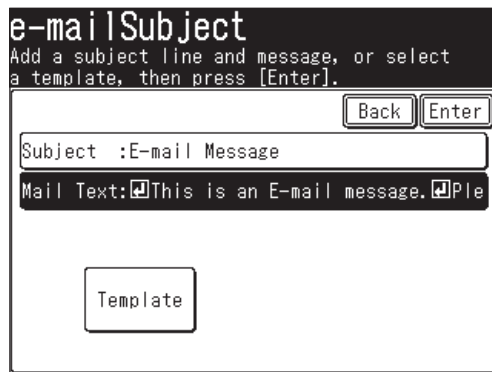 e-mailSubject
Add a subject line and message, or select
a template, then press [Enter].
Back Enter
Subject :E-mail Message
Mail Text:↵This is an E-mail message.↵Ple
Template